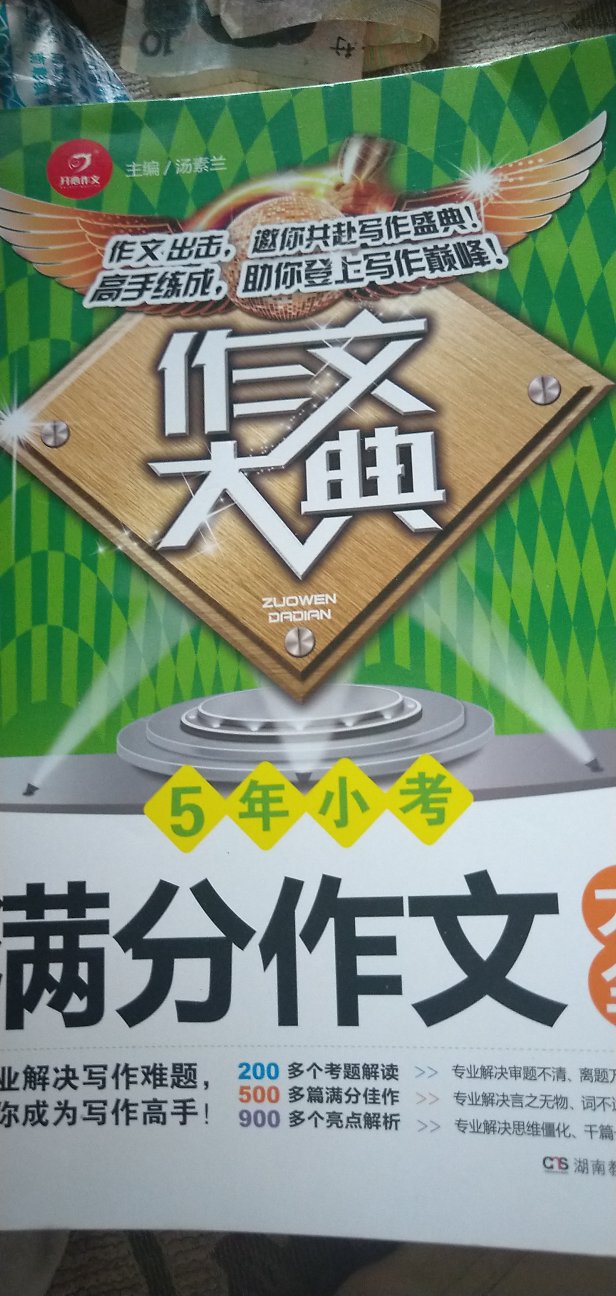 开心作文
主编/汤素兰
作文出击，邀你共赴写作盛典！
高手练成，助你登上写作巅峰！
作文
大典
ZUOWEN
DADIAN
5年小考
满分作文
业解决写作难题，
你成为写作高手！
200 多个考题解读 >> 专业解决审题不清、离题
500 多篇满分佳作 >> 专业解决言之无物、词不
900 多个亮点解析 >> 专业解决思维僵化、千篇
湖南
10